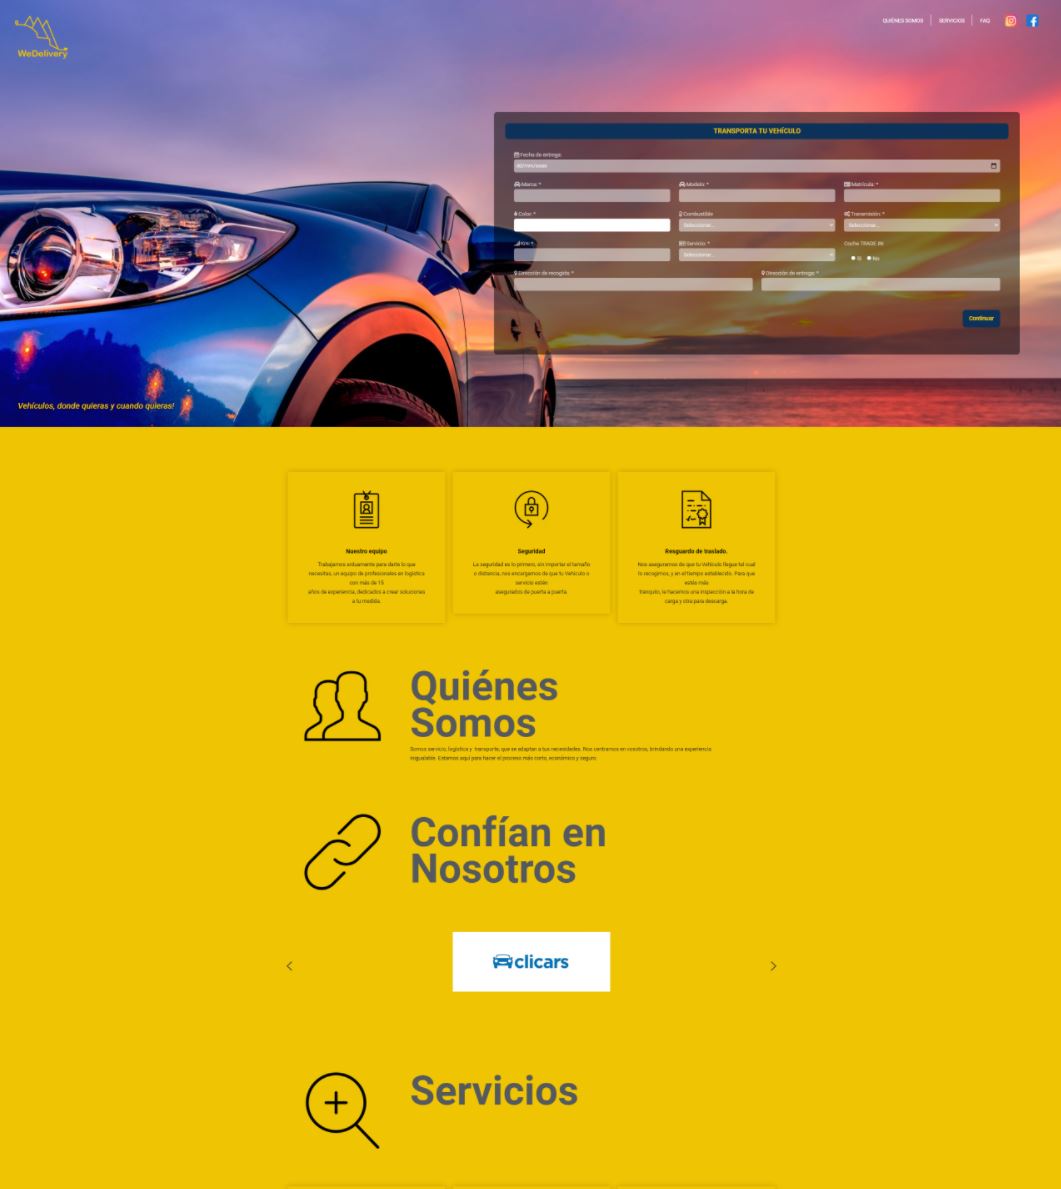 WeDelivery
QUIÉNES SOMOS
SERVICIOS
FAQ
TRANSPORTA TU VEHÍCULO
Fecha de entrega:
dd/mm/aaaa
Marca: *
Modelo: *
Matrícula: *
Color: *
Combustible
Transmisión: *
Seleccionar...
Seleccionar...
Km: *
Servicio: *
Coche TRADE IN
Seleccionar...
Sí
No
Dirección de recogida: *
Dirección de entrega: *
Continuar
Vehículos, donde quieras y cuando quieras!
Nuestro equipo
Trabajamos arduamente para darte lo que
necesitas, un equipo de profesionales en logística
con más de 15
años de experiencia, dedicados a crear soluciones
a tu medida.
Seguridad
La seguridad es lo primero, sin importar el tamaño
o distancia, nos encargamos de que tu Vehículo o
servicio estén
asegurados de puerta a puerta.
Resguardo de traslado.
Nos aseguramos de que tu Vehículo llegue tal cual
lo recogimos, y en el tiempo establecido. Para que
estés más
tranquilo, le hacemos una inspección a la hora de
carga y otra para descarga.
Quiénes
Somos
Somos servicio, logística y transporte, que se adaptan a tus necesidades. Nos centramos en vosotros, brindando una experiencia
inigualable. Estamos aquí para hacer el proceso más corto, económico y seguro.
Confían en
Nosotros
clicars
Servicios